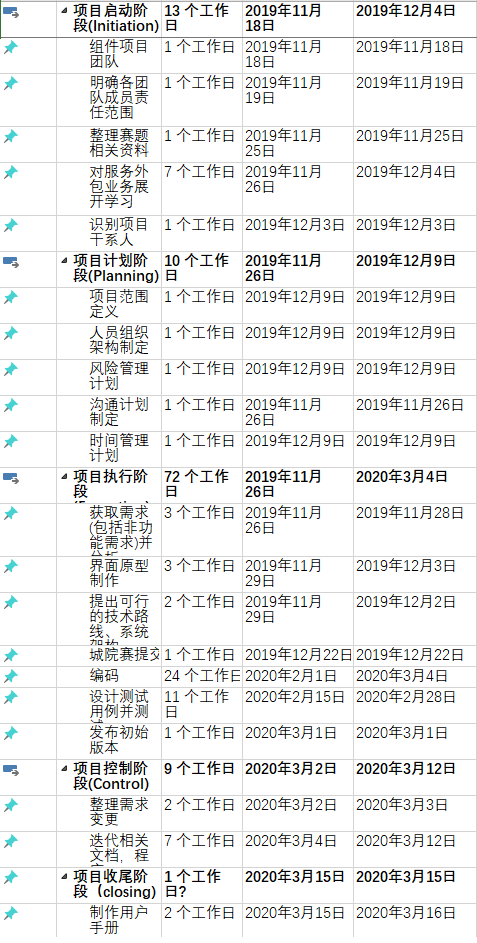 项目启动阶 13 个工作 2019年11月 2019年12月4日
段(Initiation) 日 18日
组件项目 1 个工作日 2019年11月 2019年11月18日
团队 18日
明确各团 1 个工作日 2019年11月 2019年11月19日
队成员责 19日
任范围
整理赛题 1 个工作日 2019年11月 2019年11月25日
相关资料 25日
对服务外 7 个工作日 2019年11月 2019年12月4日
包业务展 26日
开学习
识别项目 1 个工作日 2019年12月3日 2019年12月3日
干系人
项目计划阶 10 个工作 2019年11月 2019年12月9日
段(Planning) 日 26日
项目范围 1 个工作日 2019年12月9日 2019年12月9日
定义
人员组织 1 个工作日 2019年12月9日 2019年12月9日
架构制定
风险管理 1 个工作日 2019年12月9日 2019年12月9日
计划
沟通计划 1 个工作日 2019年11月 2019年11月26日
制定 26日
时间管理 1 个工作日 2019年12月9日 2019年12月9日
计划
项目执行阶 72 个工作 2019年11月 2020年3月4日
段 日 26日
获取需求 3 个工作日 2019年11月 2019年11月28日
(包括非功 26日
能需求)并
界面原型 3 个工作日 2019年11月 2019年12月3日
制作 29日
提出可行 2 个工作日 2019年11月 2019年12月2日
的技术路 29日
线、系统
城院赛提交 1 个工作日 2019年12月22日 2019年12月22日
编码 24 个工作日 2020年2月1日 2020年3月4日
设计测试 11 个工作 2020年2月15日 2020年2月28日
用例并测 日
发布初始 1 个工作日 2020年3月1日 2020年3月1日
版本
项目控制阶 9 个工作日 2020年3月2日 2020年3月12日
段(Control)
整理需求 2 个工作日 2020年3月2日 2020年3月3日
变更
迭代相关 7 个工作日 2020年3月4日 2020年3月12日
文档，程
项目收尾阶 1 个工作 2020年3月15日 2020年3月15日
段（closing) 日?
制作用户 2 个工作日 2020年3月15日 2020年3月16日
手册